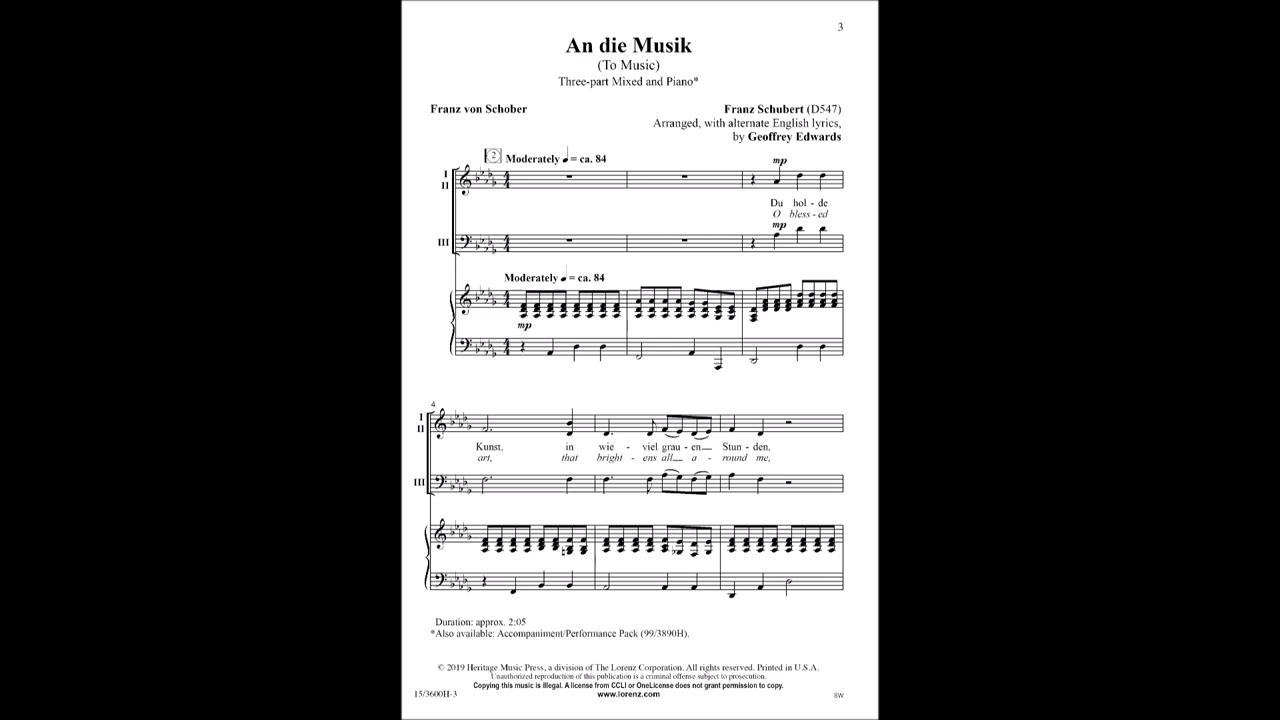 3
An die Musik
(To Music)
Three-part Mixed and Piano*
Franz von Schober
Franz Schubert (D547)
Arranged, with alternate English lyrics,
by Geoffrey Edwards
2
Moderately ♩ = ca. 84
mp
I
II
Du hol - de
O bless - ed
mp
III
Moderately ♩ = ca. 84
mp
4
I
II
Kunst, in wie - viel grau - en Stun - den,
art, that bright - ens all a - round me,
III
Duration: approx. 2:05
*Also available: Accompaniment/Performance Pack (99/3890H).
© 2019 Heritage Music Press, a division of The Lorenz Corporation. All rights reserved. Printed in U.S.A.
Unauthorized reproduction of this publication is a criminal offense subject to prosecution.
Copying this music is illegal. A license from CCLI or OneLicense does not grant permission to copy.
15/3600H-3
www.lorenz.com
SW